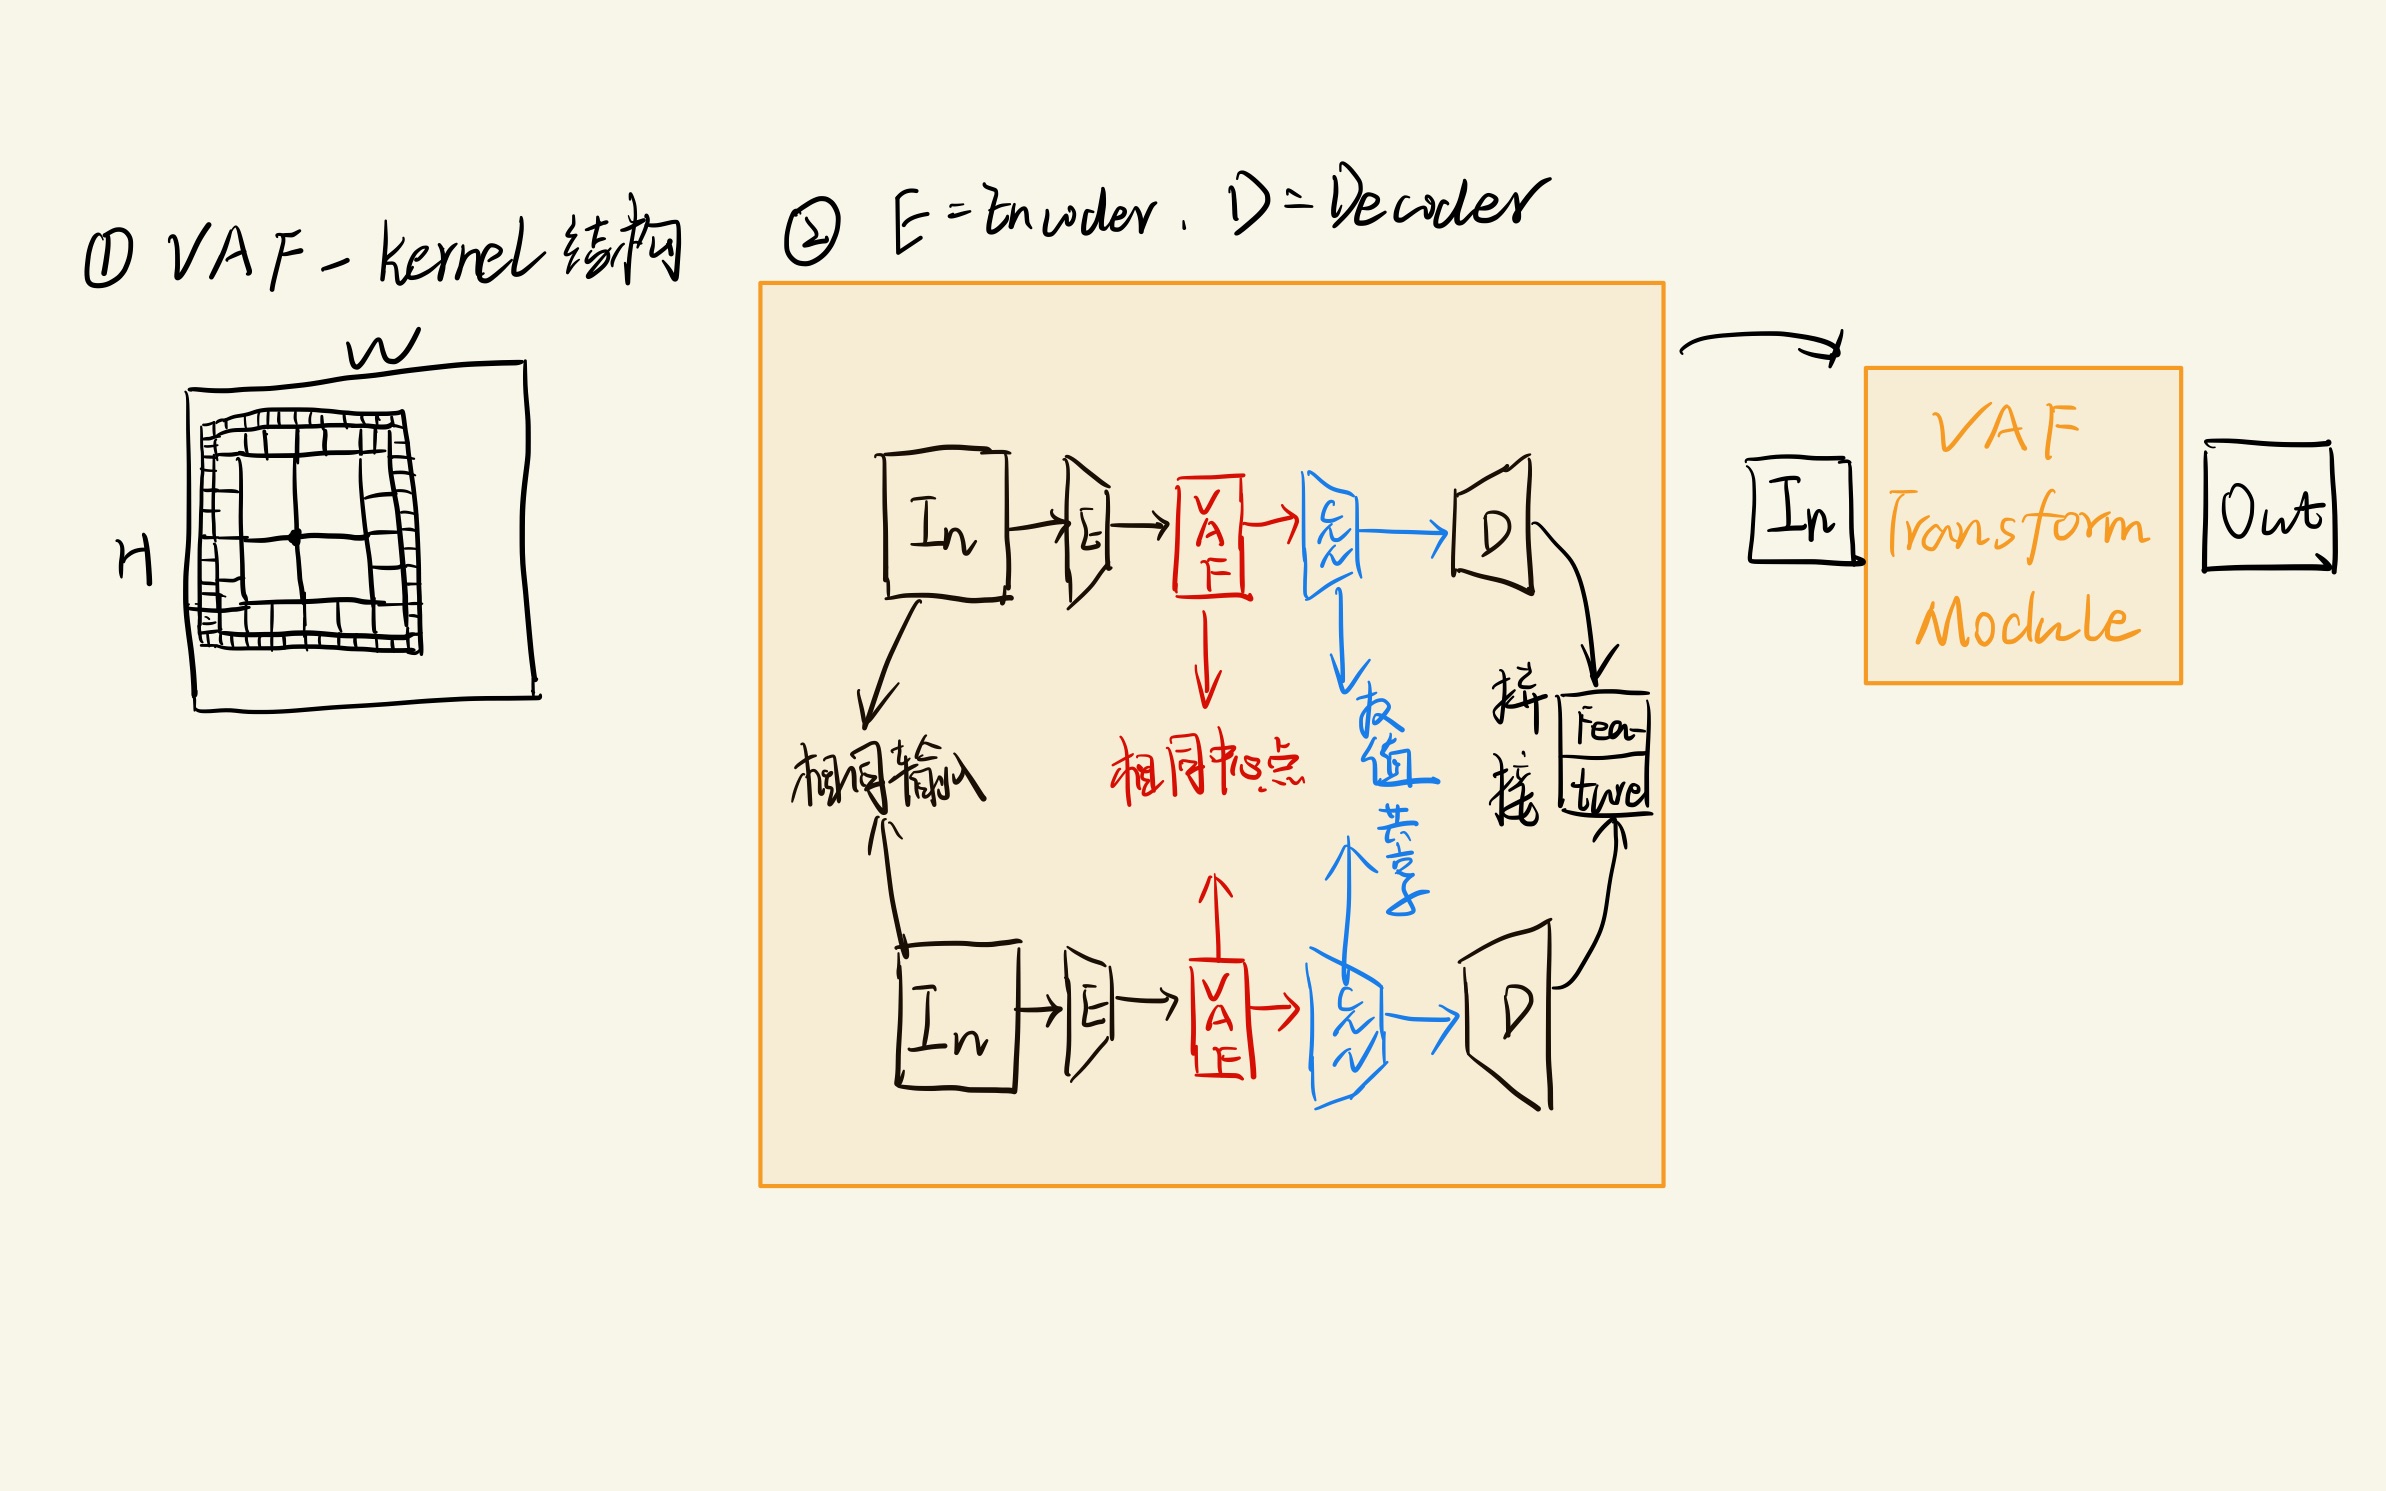 ① VAF-kernel 结构
W
H
② E = Encoder. D = Decoder
In
E
VAF
CNN
D
相同输入
相同
点
权值共享
拼接
Fea-
ture
In
E
VAF
CNN
D
In
VAF
Transform
Module
Out